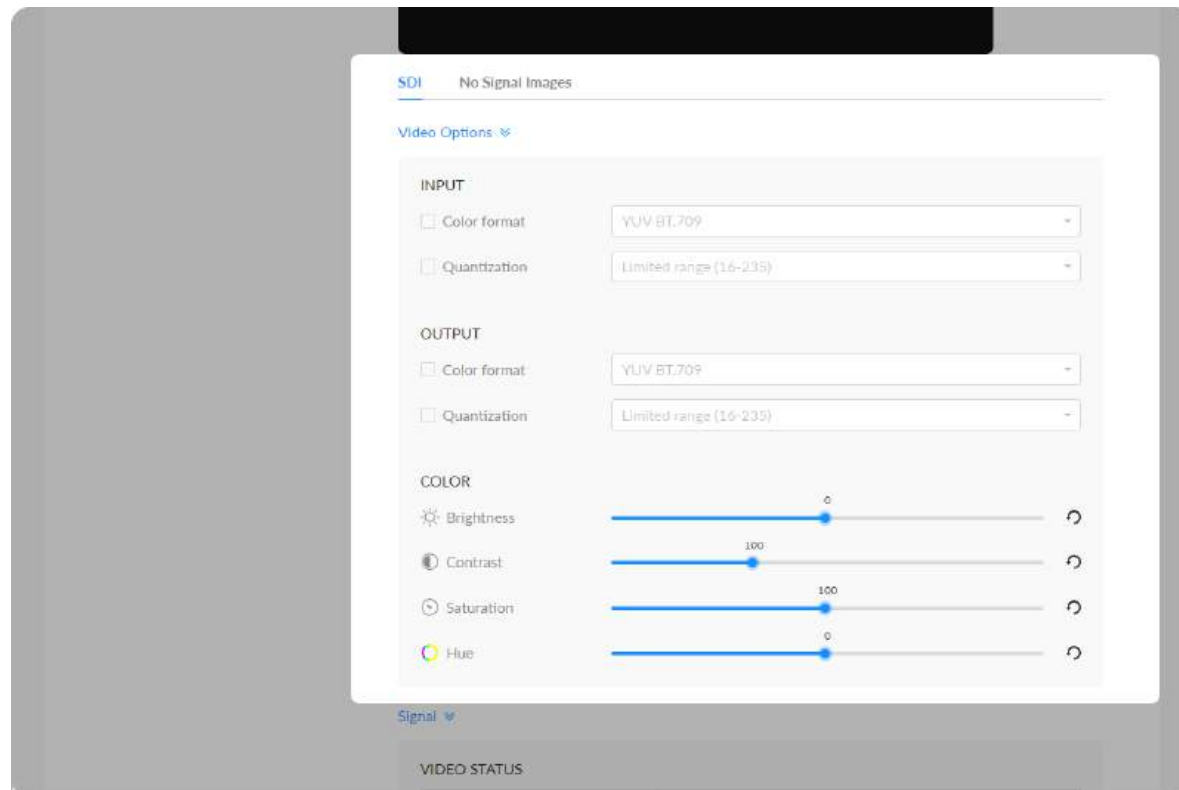 SDI No Signal Images
Video Options
INPUT
Color format YUV BT.709
Quantization Limited range (16-235)
OUTPUT
Color format YUV BT.709
Quantization Limited range (16-235)
COLOR
0
Brightness
100
Contrast
100
Saturation
0
Hue
Signal
VIDEO STATUS